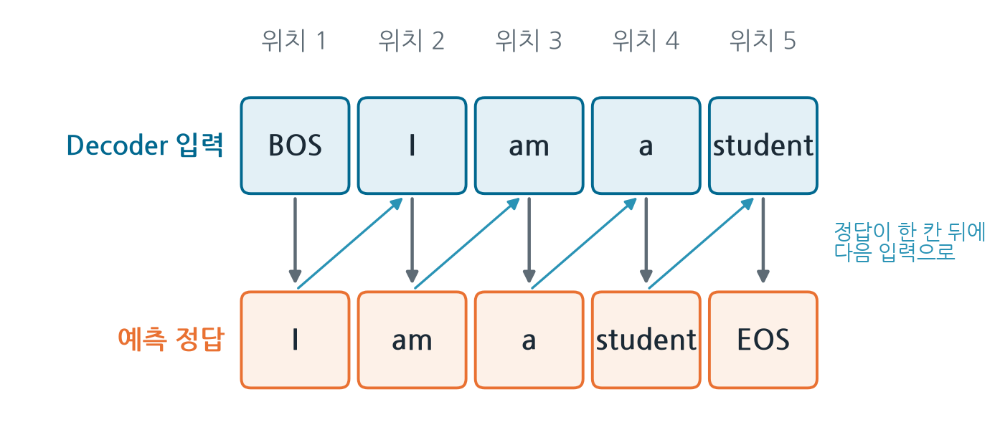 위치 1 위치 2 위치 3 위치 4 위치 5
Decoder 입력 BOS I am a student
정답이 한 칸 뒤에
다음 입력으로
예측 정답 I am a student EOS